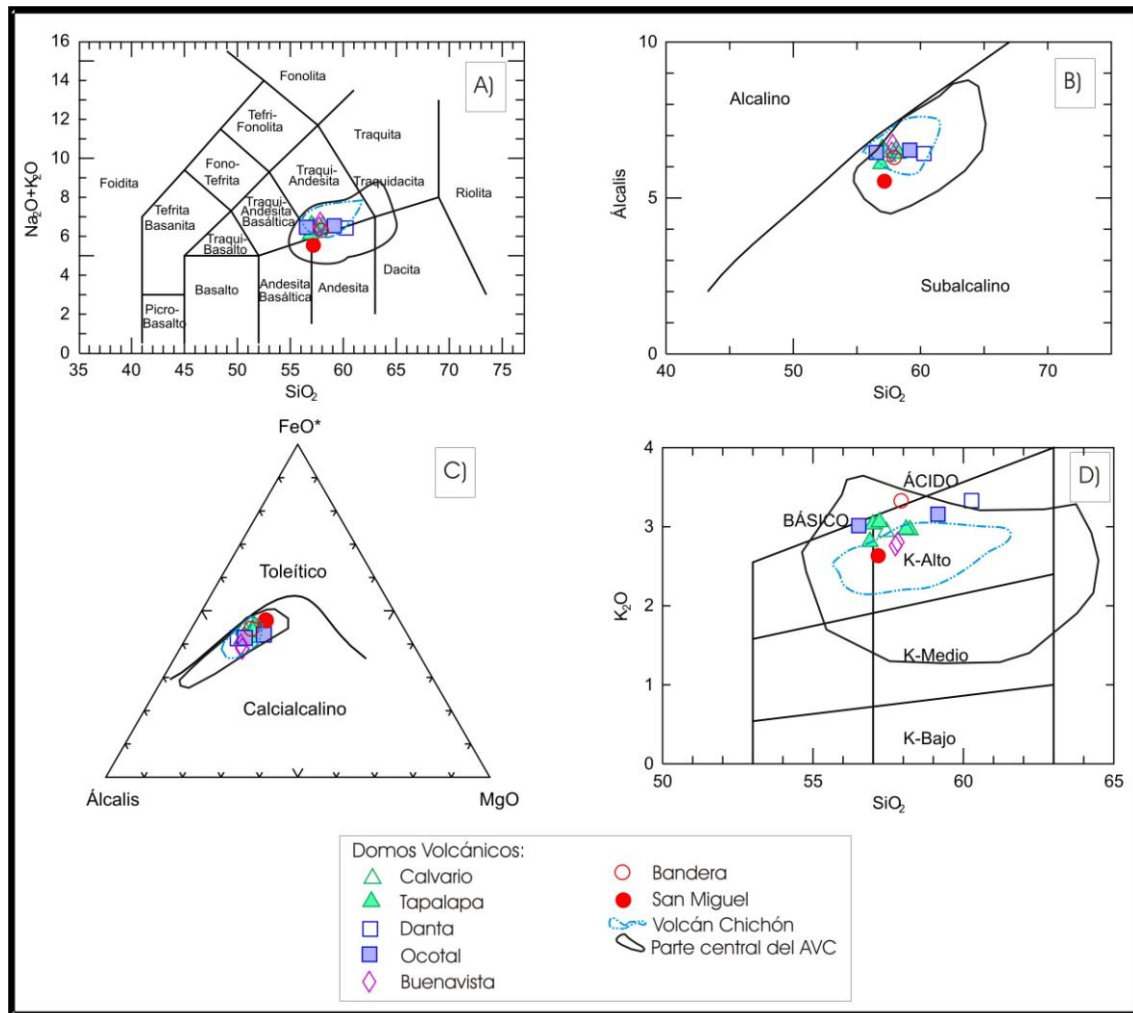 A)
16
14
12
10
8
6
4
2
0
Na2O+K2O
35 40 45 50 55 60 65 70 75
SiO2
Fonolita
Tefri-
Fonolita
Fono-
Tefrita
Foidita
Tefrita
Basanita
Traqui-
Basalto
Traqui-
Andesita
Basáltica
Traqui-
Andesita
Traquita
Traquidacita
Riolita
Picro-
Basalto
Basalto
Andesita
Basáltica
Andesita
Dacita
B)
10
5
0
Álcalis
40 50 60 70
SiO2
Alcalino
Subalcalino
C)
FeO*
Toleítico
Calcialcalino
Álcalis
MgO
D)
4
3
2
1
0
K2O
50 55 60 65
SiO2
ÁCIDO
BÁSICO
K-Alto
K-Medio
K-Bajo
Domos Volcánicos:
Calvario
Tapalapa
Danta
Ocotal
Buenavista
Bandera
San Miguel
Volcán Chichón
Parte central del AVC